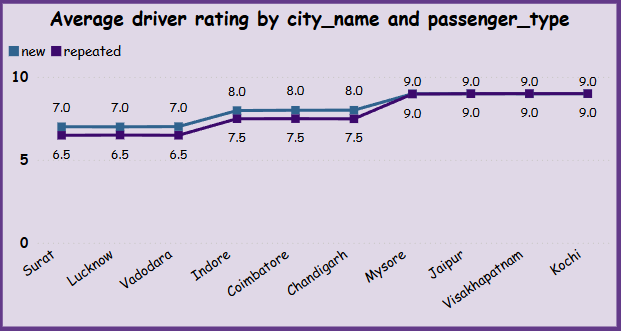 Average driver rating by city_name and passenger_type
new repeated
10
5
0
7.0 7.0 7.0 8.0 8.0 8.0 9.0 9.0 9.0 9.0
6.5 6.5 6.5 7.5 7.5 7.5 9.0 9.0 9.0 9.0
Surat Lucknow Vadodara Indore Coimbatore Chandigarh Mysore Jaipur Visakhapatnam Kochi